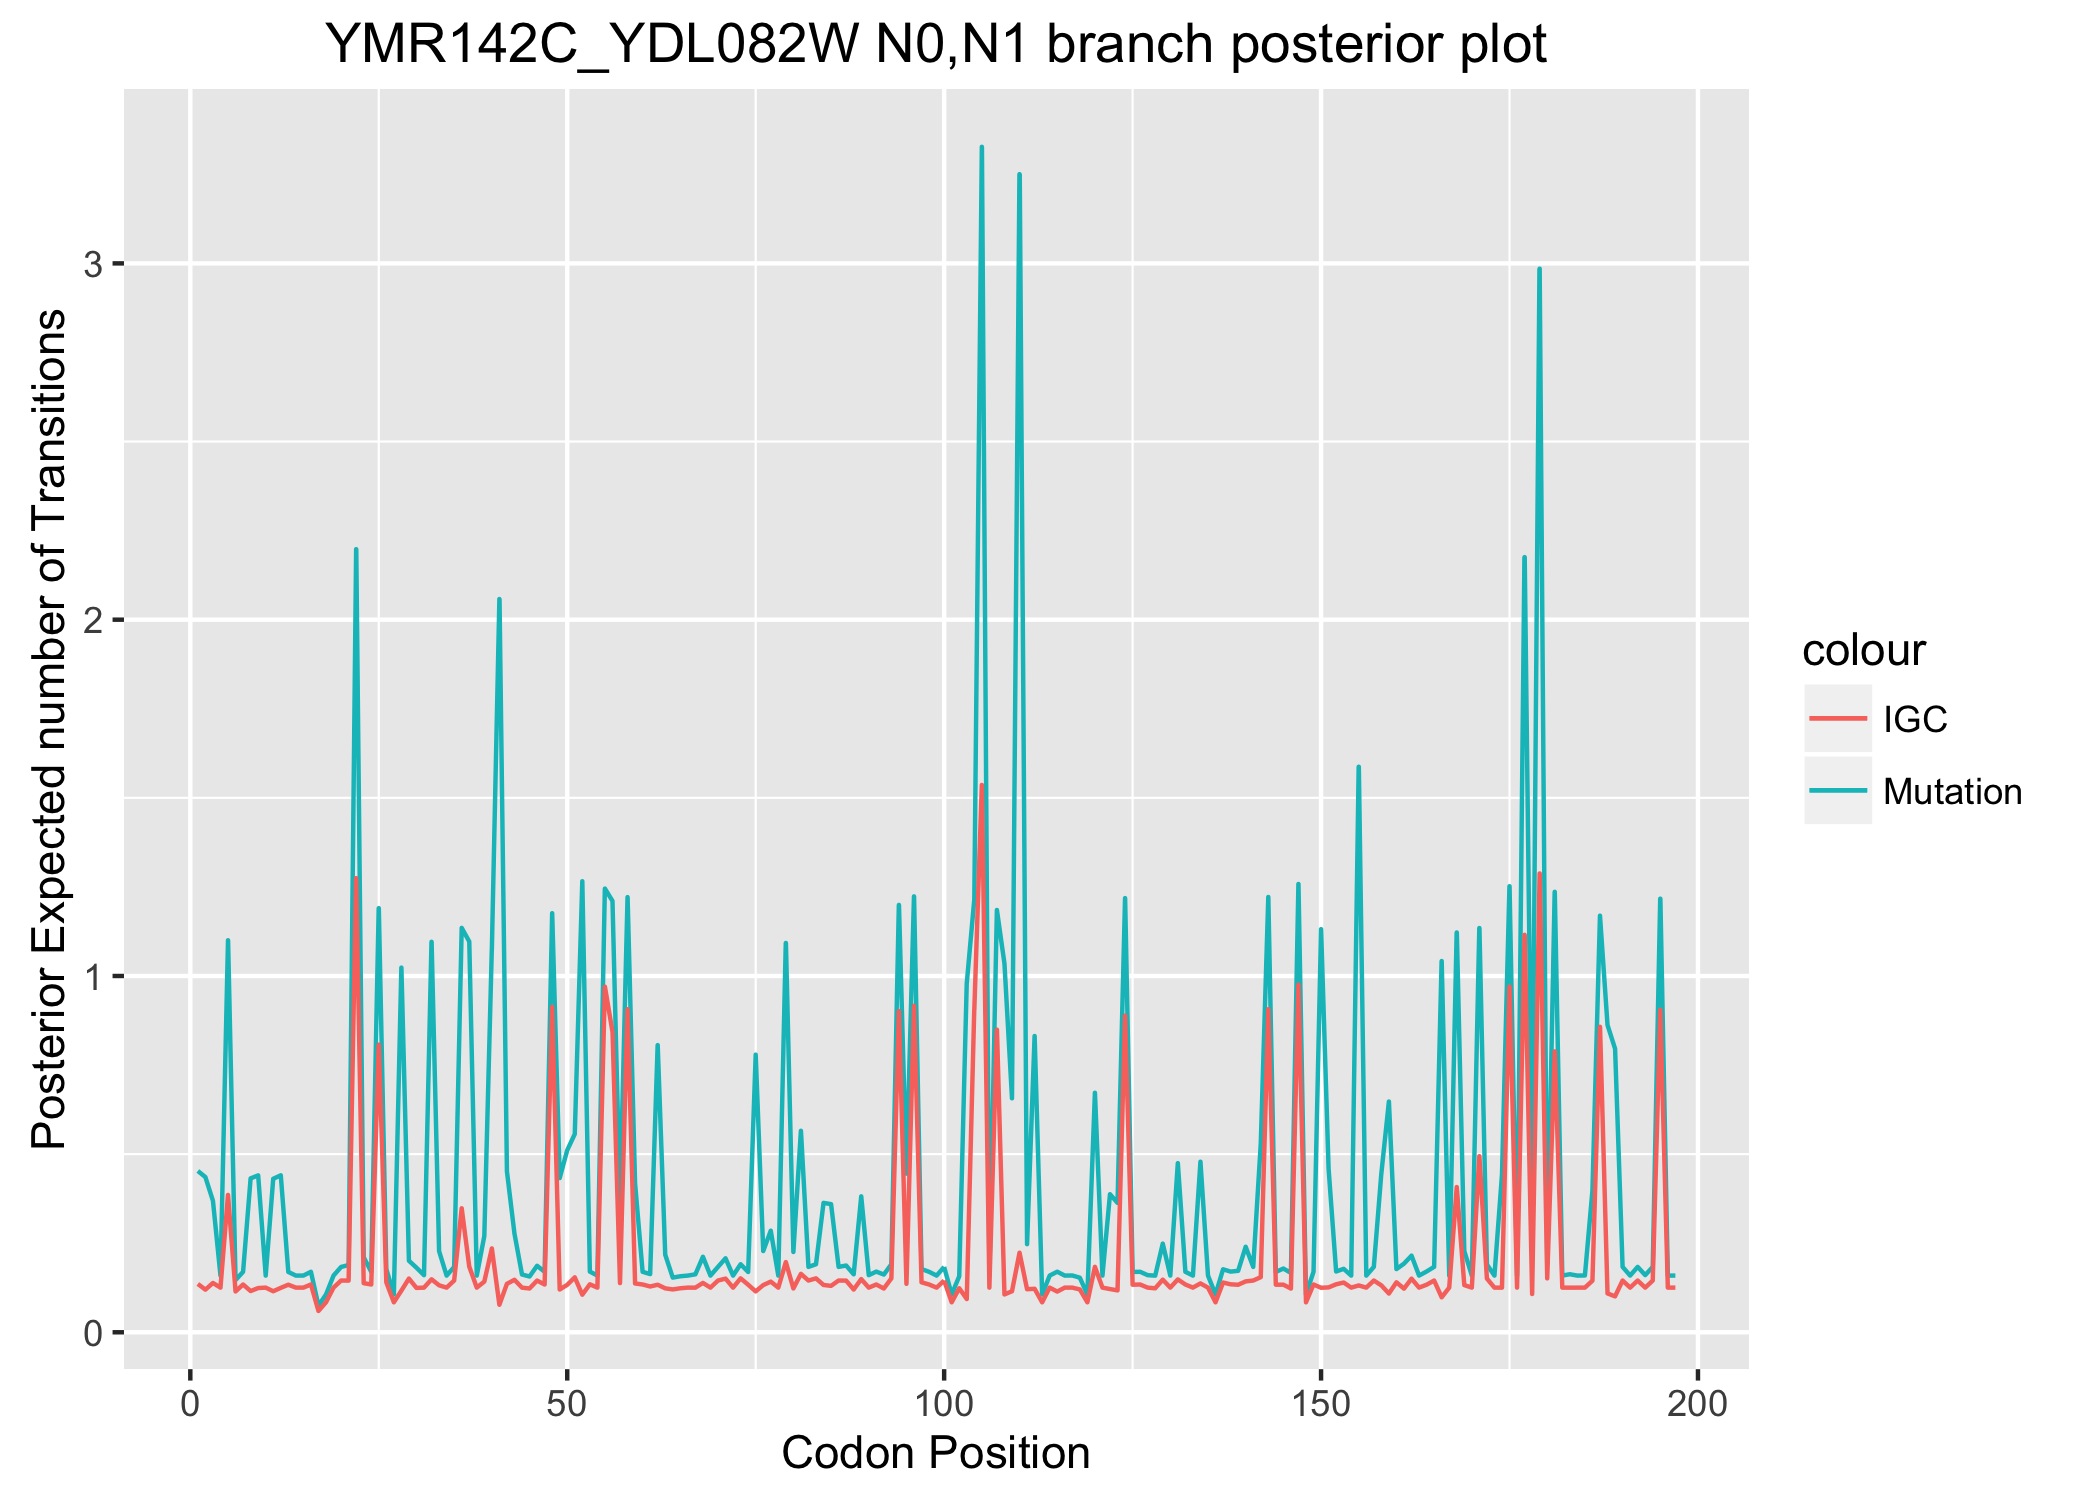 YMR142C_YDL082W N0,N1 branch posterior plot
Posterior Expected number of Transitions
3
2
1
0
0 50 100 150 200
Codon Position
colour
IGC
Mutation